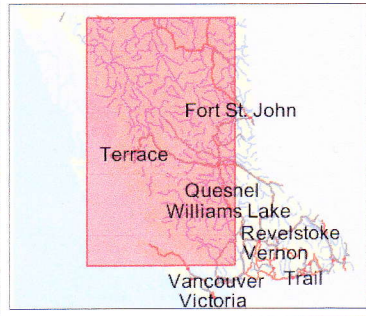 Fort St. John
Terrace
Quesnel
Williams Lake
Revelstoke
Vernon
Vancouver
Trail
Victoria